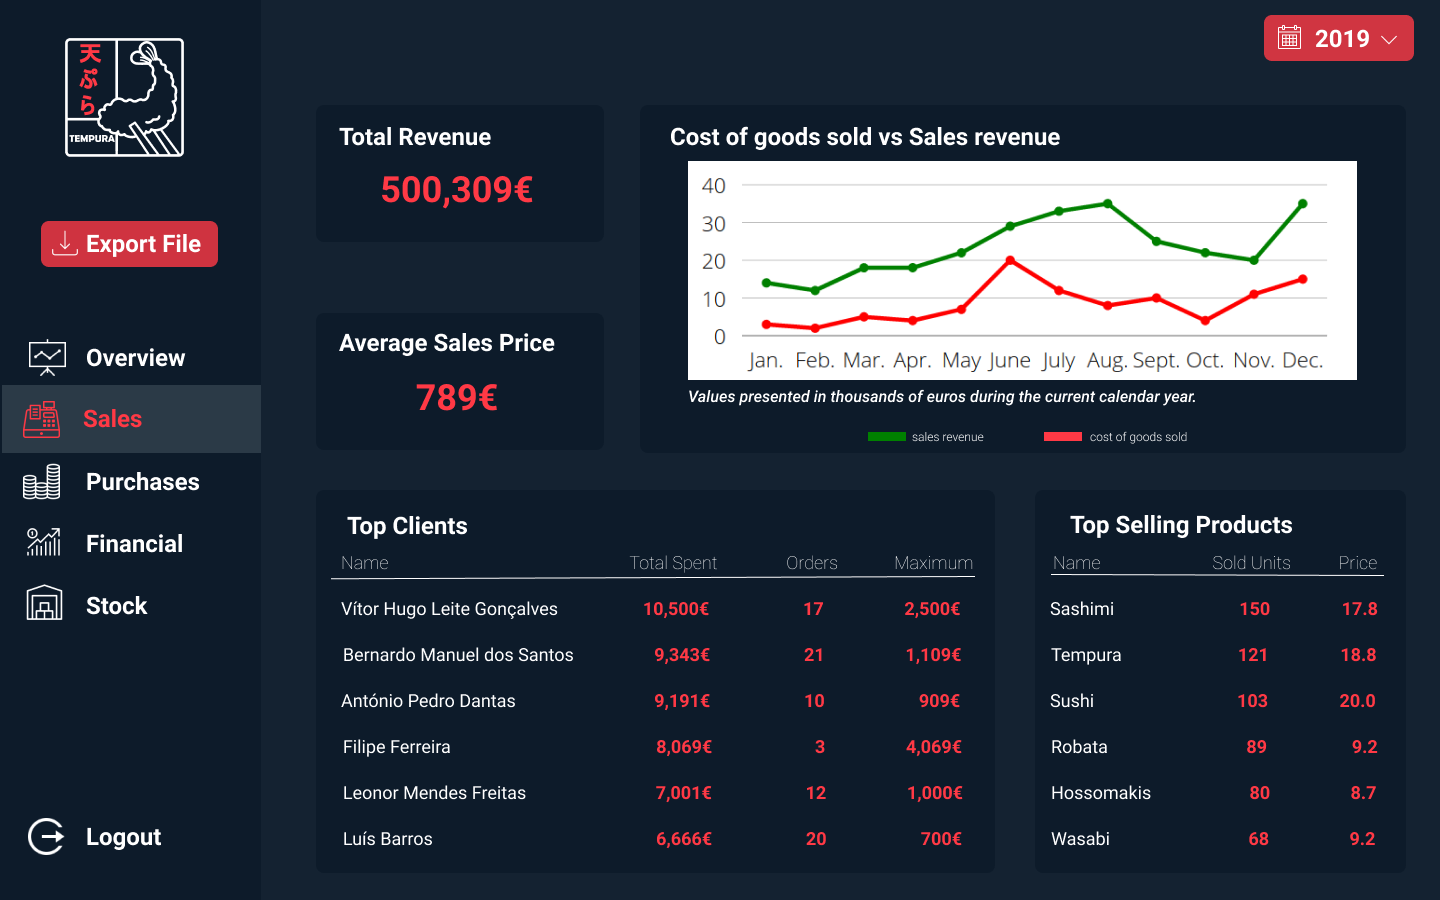 天ぷら
TEMPURA
Export File
Overview
Sales
Purchases
Financial
Stock
Logout
2019
Total Revenue
500,309€
Average Sales Price
789€
Cost of goods sold vs Sales revenue
40
30
20
10
0
Jan. Feb. Mar. Apr. May June July Aug. Sept. Oct. Nov. Dec.
Values presented in thousands of euros during the current calendar year.
sales revenue cost of goods sold
Top Clients
Name Total Spent Orders Maximum
Vítor Hugo Leite Gonçalves 10,500€ 17 2,500€
Bernardo Manuel dos Santos 9,343€ 21 1,109€
António Pedro Dantas 9,191€ 10 909€
Filipe Ferreira 8,069€ 3 4,069€
Leonor Mendes Freitas 7,001€ 12 1,000€
Luís Barros 6,666€ 20 700€
Top Selling Products
Name Sold Units Price
Sashimi 150 17.8
Tempura 121 18.8
Sushi 103 20.0
Robata 89 9.2
Hossomakis 80 8.7
Wasabi 68 9.2